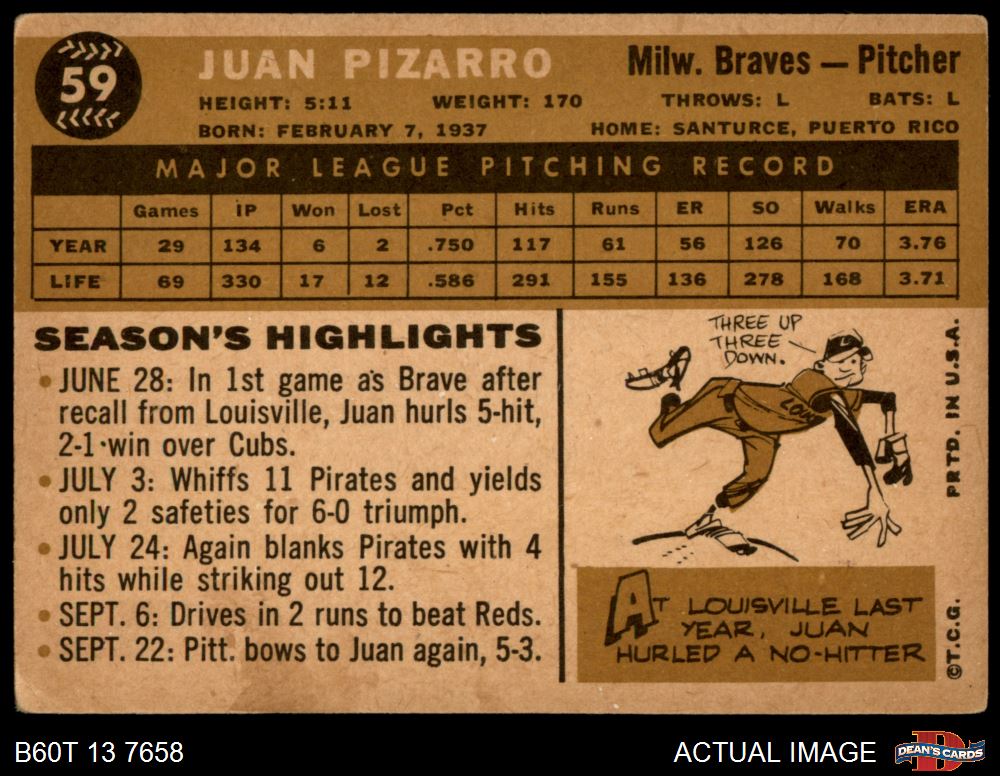 59
JUAN PIZARRO
Milw. Braves — Pitcher
HEIGHT: 5:11 WEIGHT: 170 THROWS: L BATS: L
BORN: FEBRUARY 7, 1937 HOME: SANTURCE, PUERTO RICO
MAJOR LEAGUE PITCHING RECORD
Games IP Won Lost Pct Hits Runs ER SO Walks ERA
YEAR 29 134 6 2 .750 117 61 56 126 70 3.76
LIFE 69 330 17 12 .586 291 155 136 278 168 3.71
SEASON'S HIGHLIGHTS
• JUNE 28: In 1st game as Brave after
recall from Louisville, Juan hurls 5-hit,
2-1 win over Cubs.
• JULY 3: Whiffs 11 Pirates and yields
only 2 safeties for 6-0 triumph.
• JULY 24: Again blanks Pirates with 4
hits while striking out 12.
• SEPT. 6: Drives in 2 runs to beat Reds.
• SEPT. 22: Pitt. bows to Juan again, 5-3.
THREE UP
THREE
DOWN.
LOU
AT LOUISVILLE LAST
YEAR, JUAN
HURLED A NO-HITTER
PRTD. IN U.S.A.
©T.C.G.
B60T 13 7658
ACTUAL IMAGE
DEAN'S CARDS